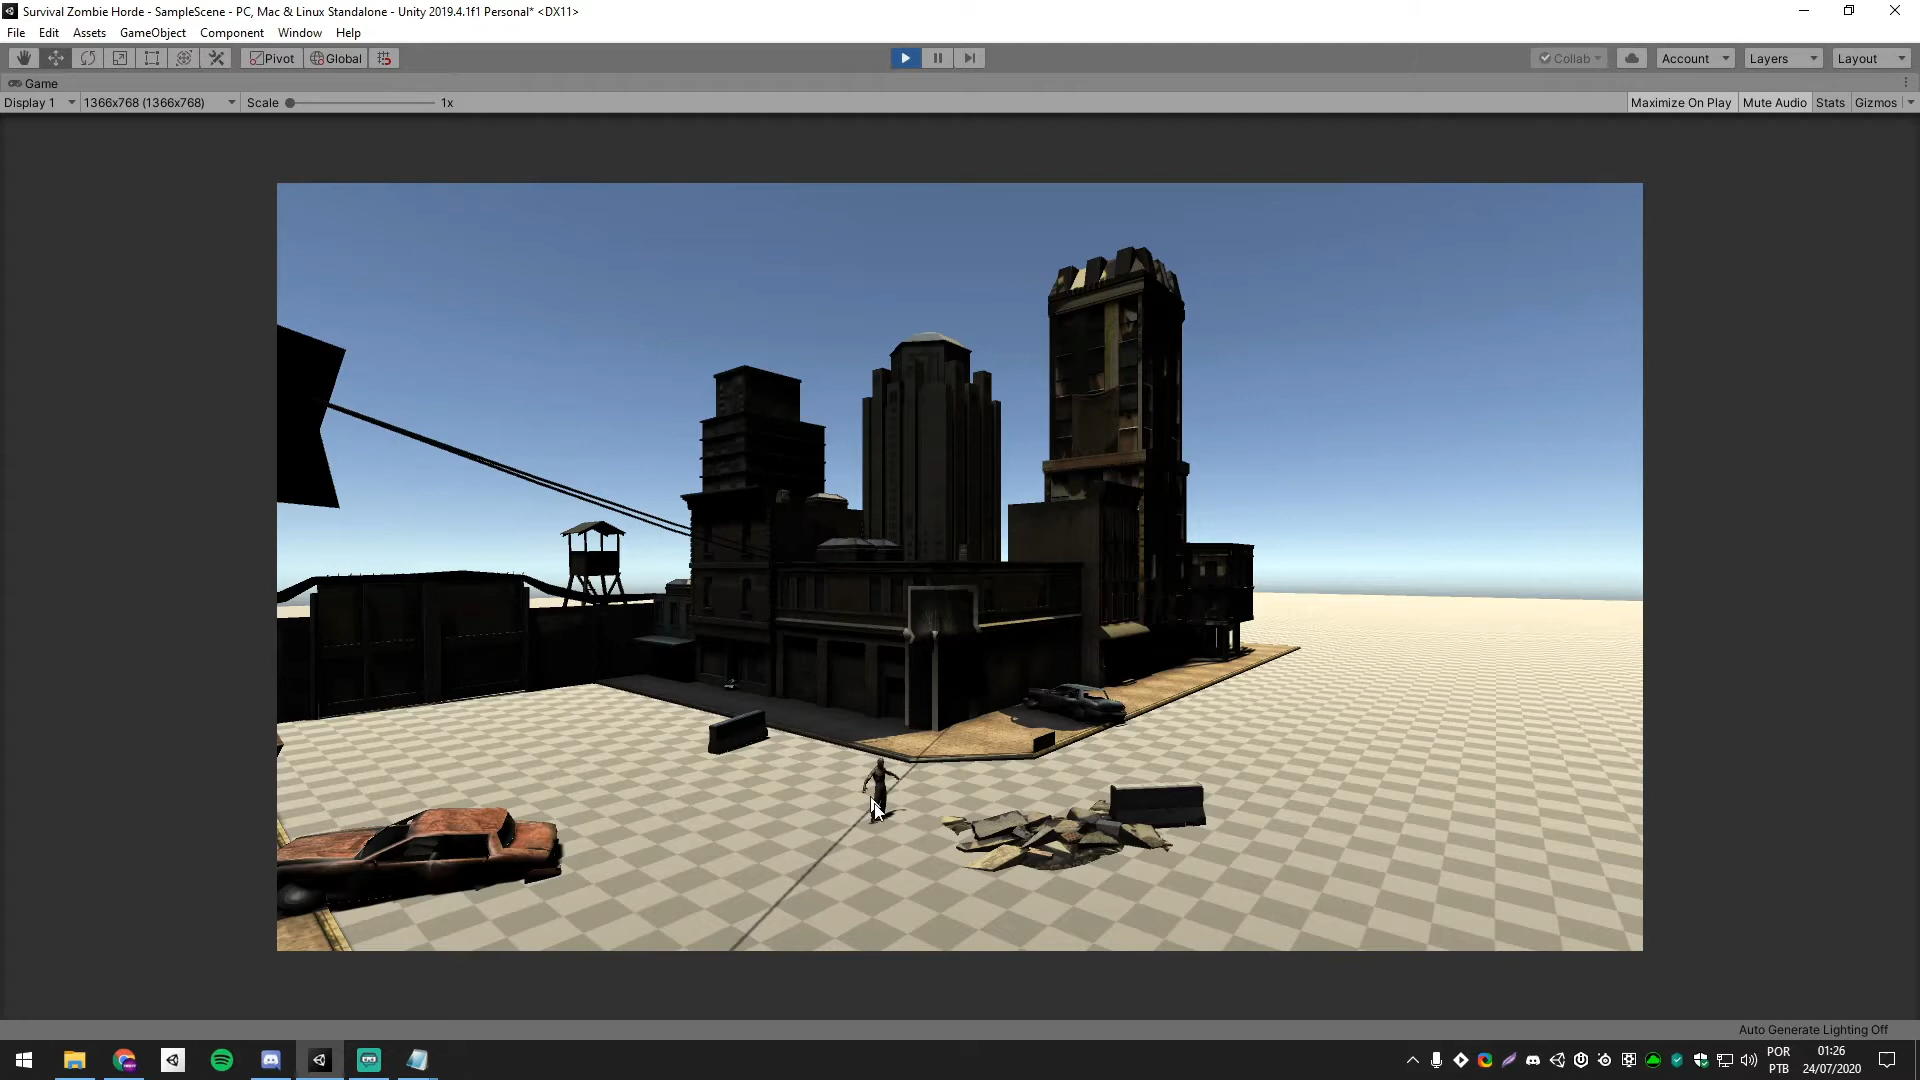 Survival Zombie Horde - SampleScene - PC, Mac & Linux Standalone - Unity 2019.4.1f1 Personal* <DX11>
File Edit Assets GameObject Component Window Help
Pivot Global Collab Account Layers Layout
Game
Display 1 1366x768 (1366x768) Scale 1x Maximize On Play Mute Audio Stats Gizmos
Auto Generate Lighting Off
POR 01:26
PTB 24/07/2020